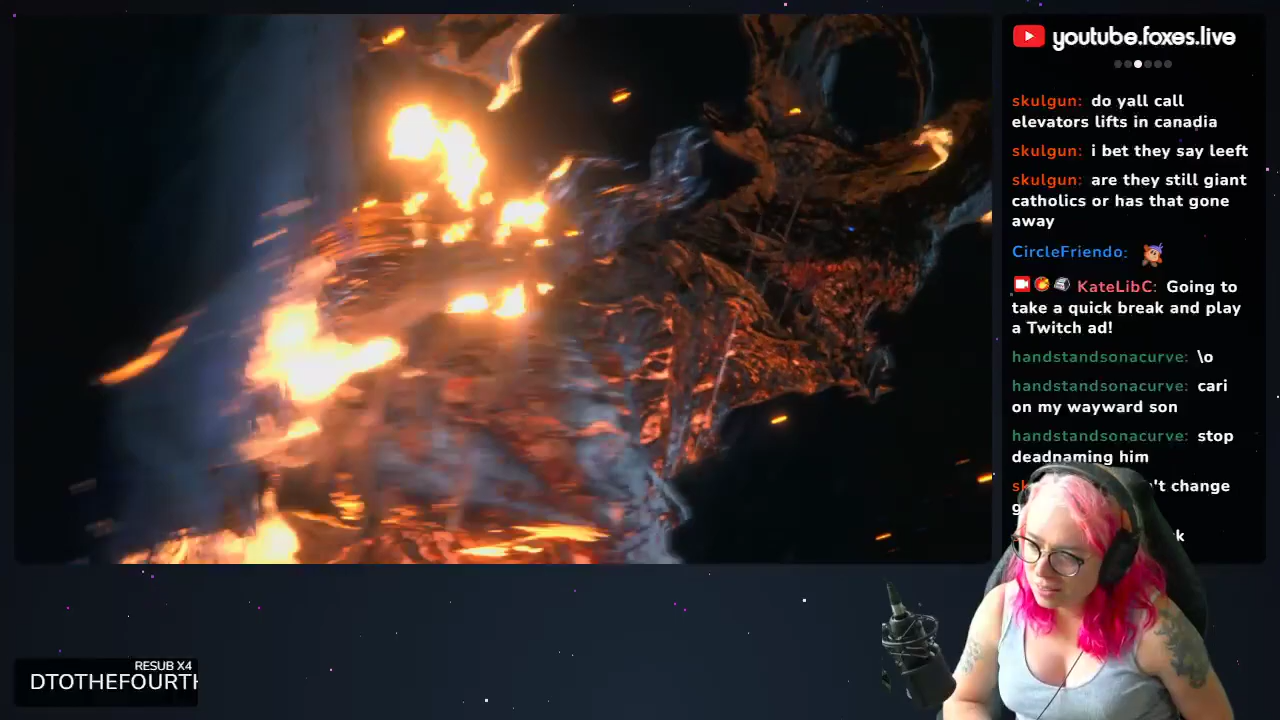 youtube.foxes.live
skulgun: do yall call
elevators lifts in canadia
skulgun: i bet they say leeft
skulgun: are they still giant
catholics or has that gone
away
CircleFriendo:
KateLibC: Going to
take a quick break and play
a Twitch ad!
handstandsonacurve: \o
handstandsonacurve: cari
on my wayward son
handstandsonacurve: stop
deadnaming him
change
RESUB X4
DTOTHEFOURTH